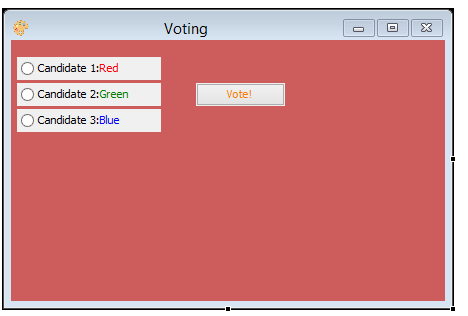 Voting
Candidate 1:Red
Candidate 2:Green
Vote!
Candidate 3:Blue